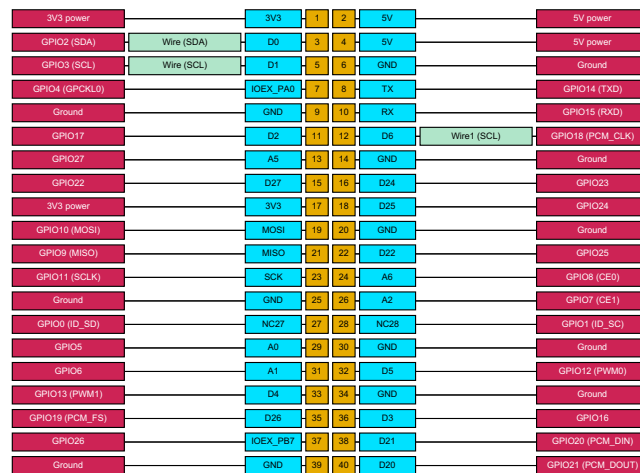 3V3 power 3V3 1 2 5V 5V power
GPIO2 (SDA) Wire (SDA) D0 3 4 5V 5V power
GPIO3 (SCL) Wire (SCL) D1 5 6 GND Ground
GPIO4 (GPCKL0) IOEX_PA0 7 8 TX GPIO14 (TXD)
Ground GND 9 10 RX GPIO15 (RXD)
GPIO17 D2 11 12 D6 Wire1 (SCL) GPIO18 (PCM_CLK)
GPIO27 A5 13 14 GND Ground
GPIO22 D27 15 16 D24 GPIO23
3V3 power 3V3 17 18 D25 GPIO24
GPIO10 (MOSI) MOSI 19 20 GND Ground
GPIO9 (MISO) MISO 21 22 D22 GPIO25
GPIO11 (SCLK) SCK 23 24 A6 GPIO8 (CE0)
Ground GND 25 26 A2 GPIO7 (CE1)
GPIO0 (ID_SD) NC27 27 28 NC28 GPIO1 (ID_SC)
GPIO5 A0 29 30 GND Ground
GPIO6 A1 31 32 D5 GPIO12 (PWM0)
GPIO13 (PWM1) D4 33 34 GND Ground
GPIO19 (PCM_FS) D26 35 36 D3 GPIO16
GPIO26 IOEX_PB7 37 38 D21 GPIO20 (PCM_DIN)
Ground GND 39 40 D20 GPIO21 (PCM_DOUT)